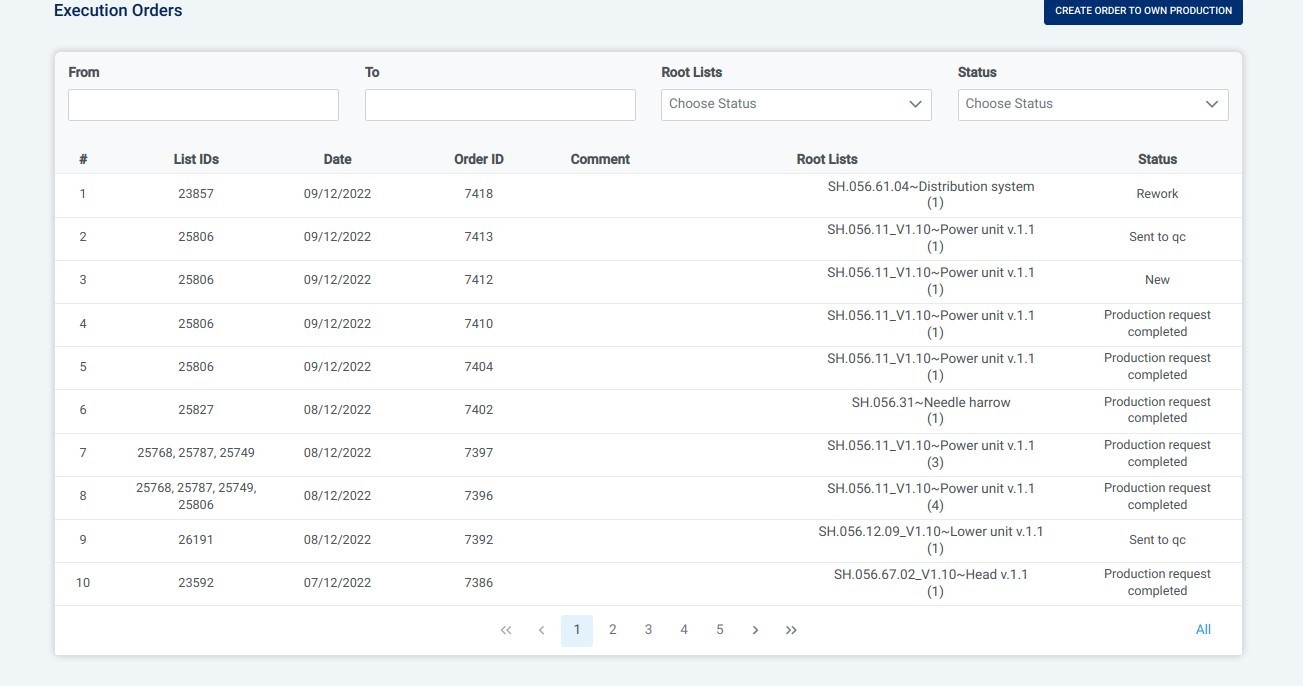 Execution Orders
CREATE ORDER TO OWN PRODUCTION
From To Root Lists Status
Choose Status Choose Status
# List IDs Date Order ID Comment Root Lists Status
1 23857 09/12/2022 7418 SH.056.61.04~Distribution system (1) Rework
2 25806 09/12/2022 7413 SH.056.11_V1.10~Power unit v.1.1 (1) Sent to qc
3 25806 09/12/2022 7412 SH.056.11_V1.10~Power unit v.1.1 (1) New
4 25806 09/12/2022 7410 SH.056.11_V1.10~Power unit v.1.1 (1) Production request completed
5 25806 09/12/2022 7404 SH.056.11_V1.10~Power unit v.1.1 (1) Production request completed
6 25827 08/12/2022 7402 SH.056.31~Needle harrow (1) Production request completed
7 25768, 25787, 25749 08/12/2022 7397 SH.056.11_V1.10~Power unit v.1.1 (3) Production request completed
8 25768, 25787, 25749, 25806 08/12/2022 7396 SH.056.11_V1.10~Power unit v.1.1 (4) Production request completed
9 26191 08/12/2022 7392 SH.056.12.09_V1.10~Lower unit v.1.1 (1) Sent to qc
10 23592 07/12/2022 7386 SH.056.67.02_V1.10~Head v.1.1 (1) Production request completed
« ‹ 1 2 3 4 5 › » All